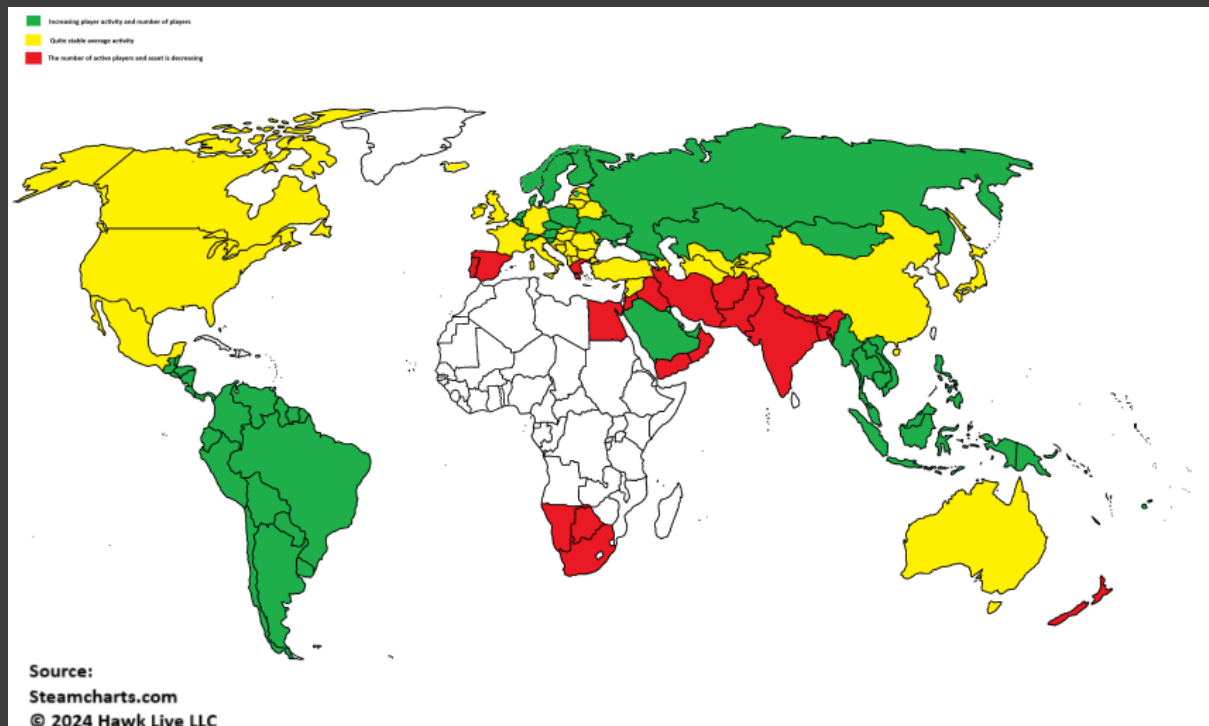 Increasing player activity and number of players
Quite stable average activity
The number of active players and asset is decreasing
Source:
Steamcharts.com
© 2024 Hawk Live LLC